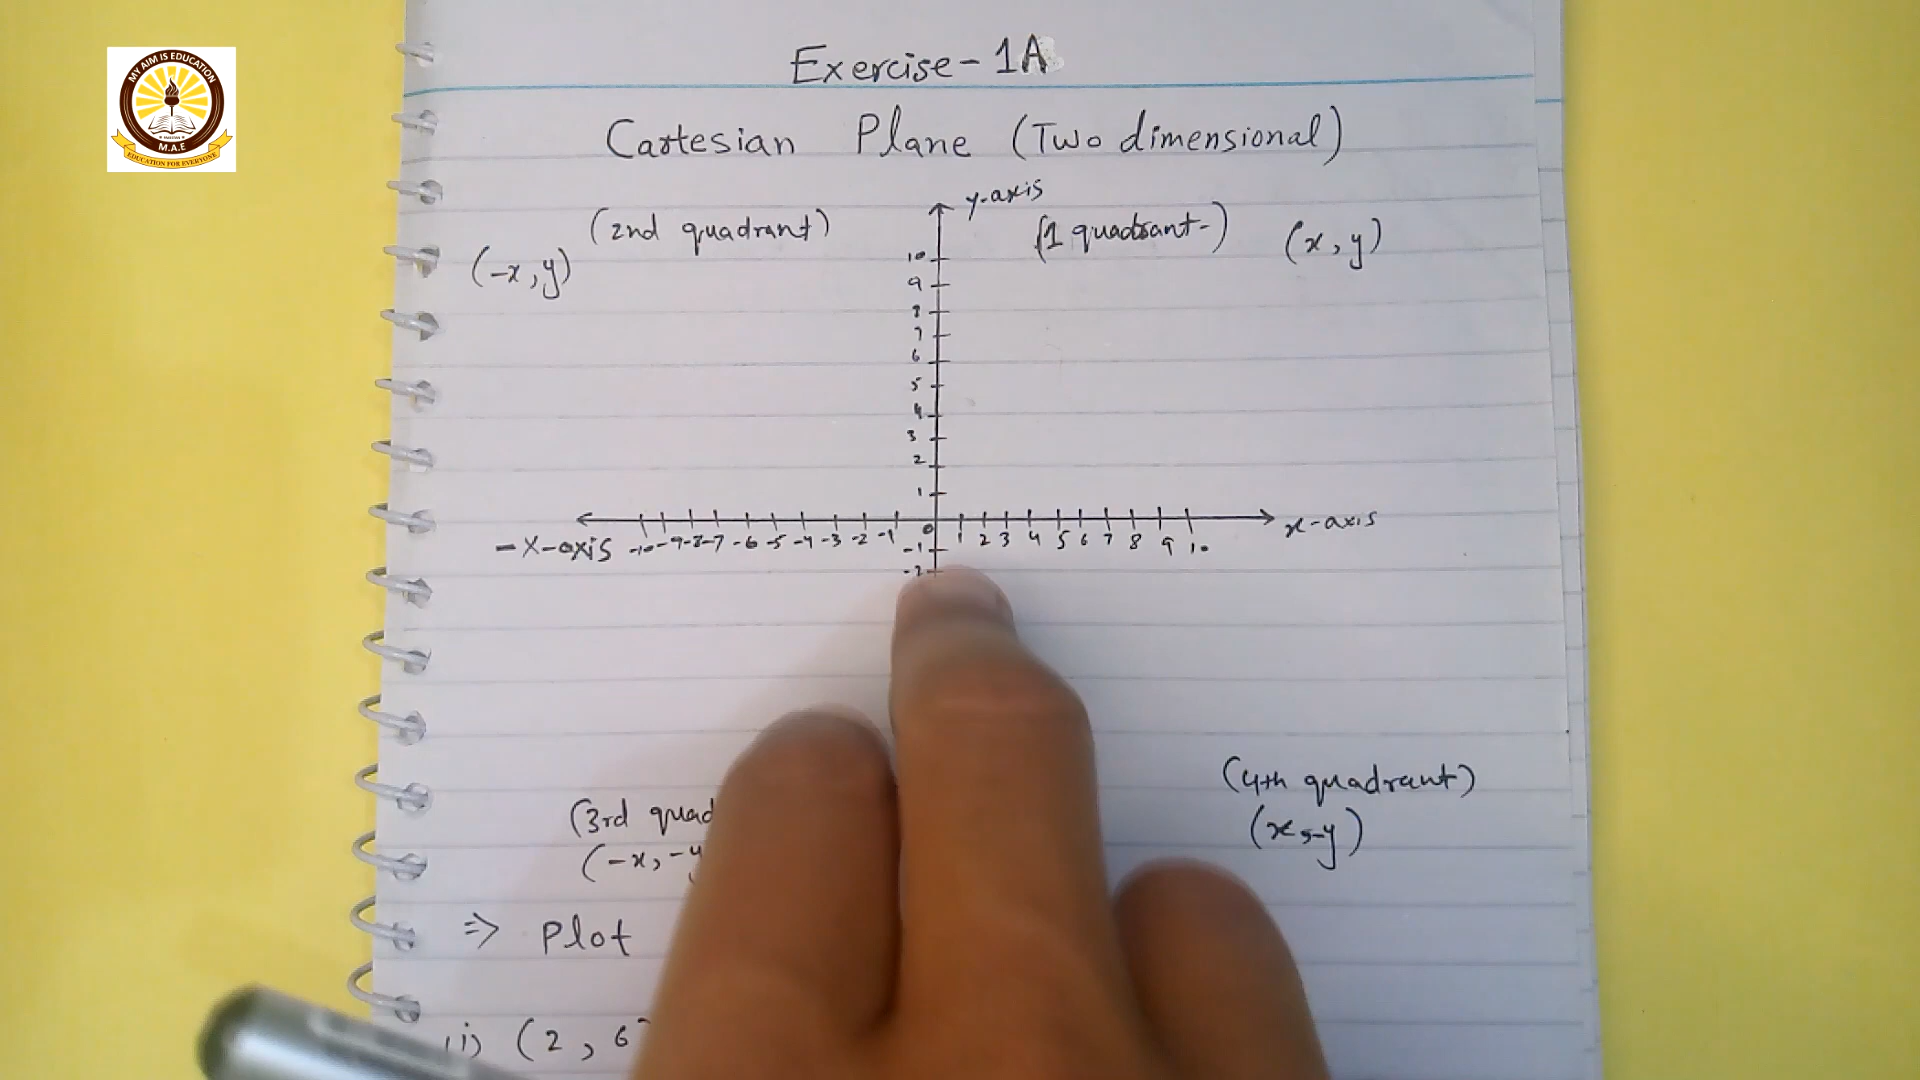 MY AIM IS EDUCATION
M.A.E
EDUCATION FOR EVERYONE
Exercise - 1A
Cartesian Plane (Two dimensional)
y-axis
(2nd quadrant)
(1 quadrant)
(x, y)
(-x, y)
10
9
8
7
6
5
4
3
2
1
-X-axis
-10 -9 -8 -7 -6 -5 -4 -3 -2 -1 0 1 2 3 4 5 6 7 8 9 10
x-axis
-1
-2
(4th quadrant)
(x, -y)
(3rd quad
(-x, -y
=> Plot
(i) (2, 6